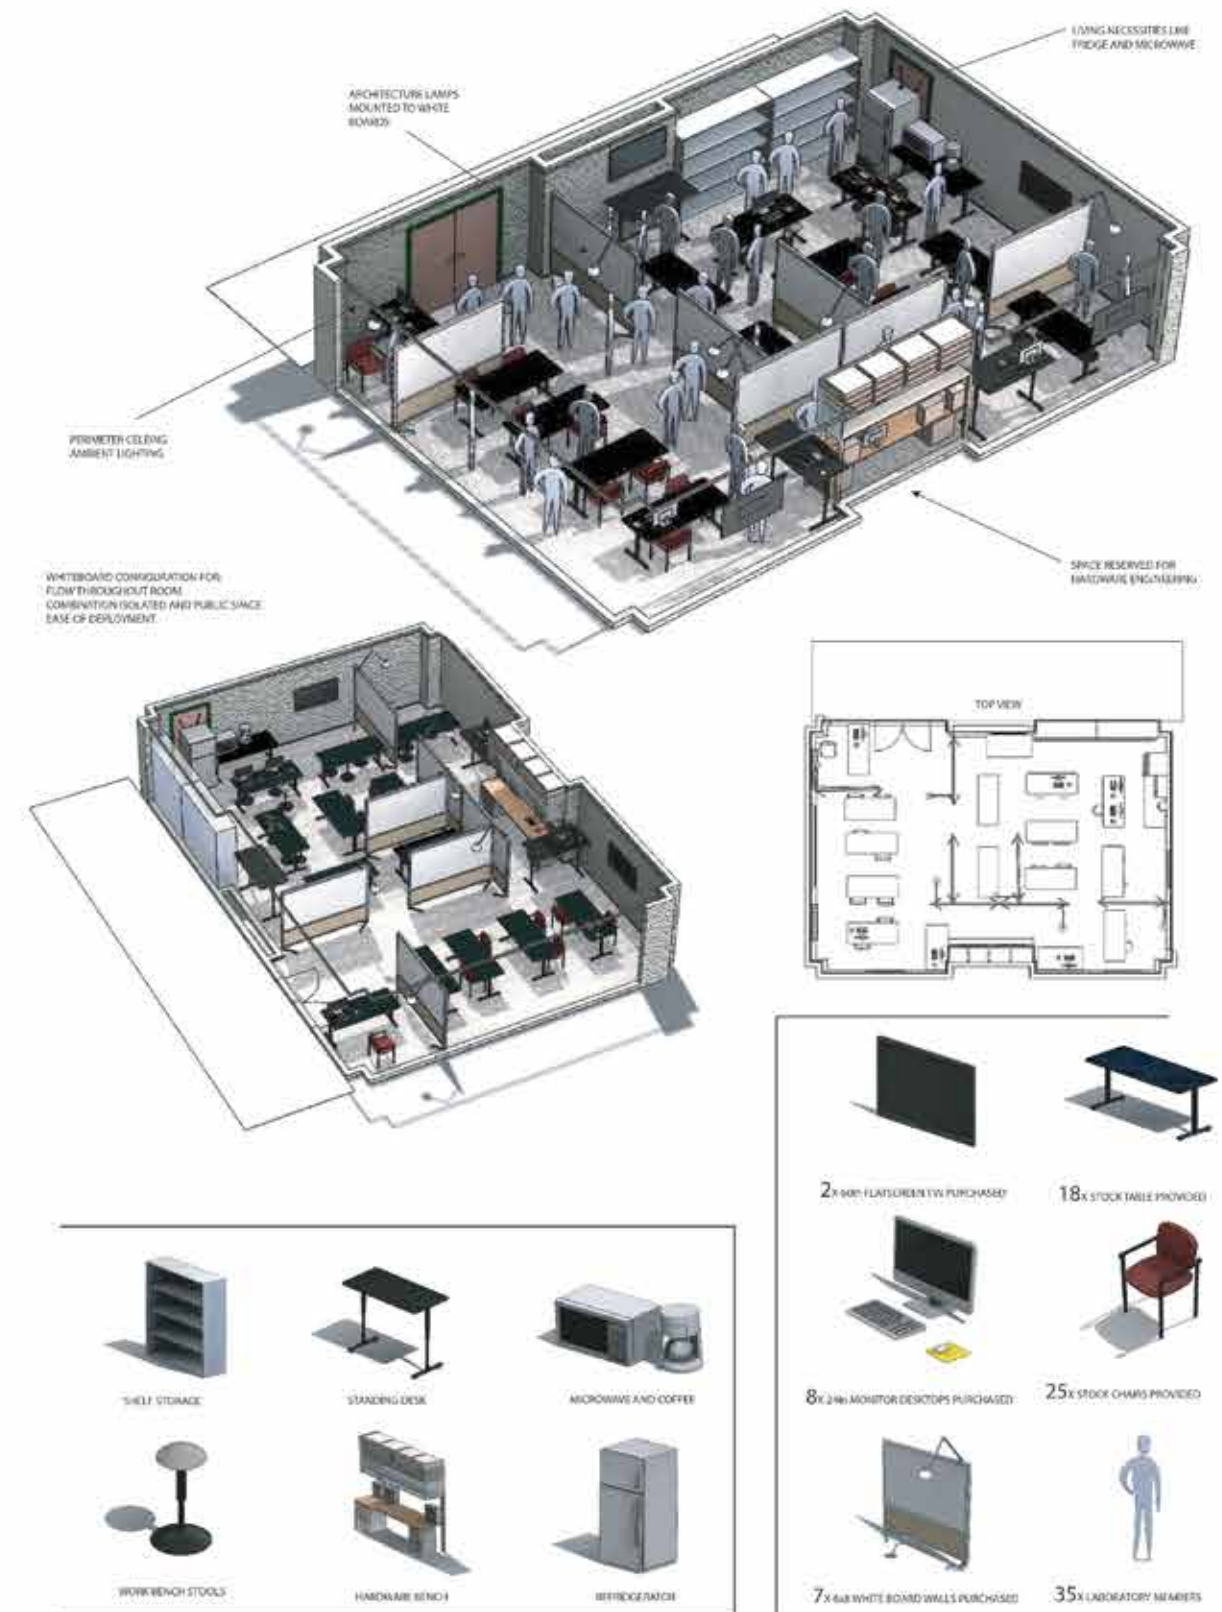 LIVING NECESSITIES LIKE
FRIDGE AND MICROWAVE
ARCHITECTURE LAMPS
MOUNTED TO WHITE
BOARDS
PERIMETER CEILING
AMBIENT LIGHTING
SPACE RESERVED FOR
HARDWARE ENGINEERING
WHITEBOARD CONFIGURATION FOR:
FLOW THROUGHOUT ROOM
COMBINATION ISOLATED AND PUBLIC SPACE
EASE OF DEPLOYMENT
TOP VIEW
2X 60in FLATSCREEN TV PURCHASED
18X STOCK TABLE PROVIDED
8X 24in MONITOR DESKTOPS PURCHASED
25X STOCK CHAIRS PROVIDED
7X 6x8 WHITE BOARD WALLS PURCHASED
35X LABORATORY MEMBERS
SHELF STORAGE
STANDING DESK
MICROWAVE AND COFFEE
WORK BENCH STOOLS
HARDWARE BENCH
REFRIDGERATOR